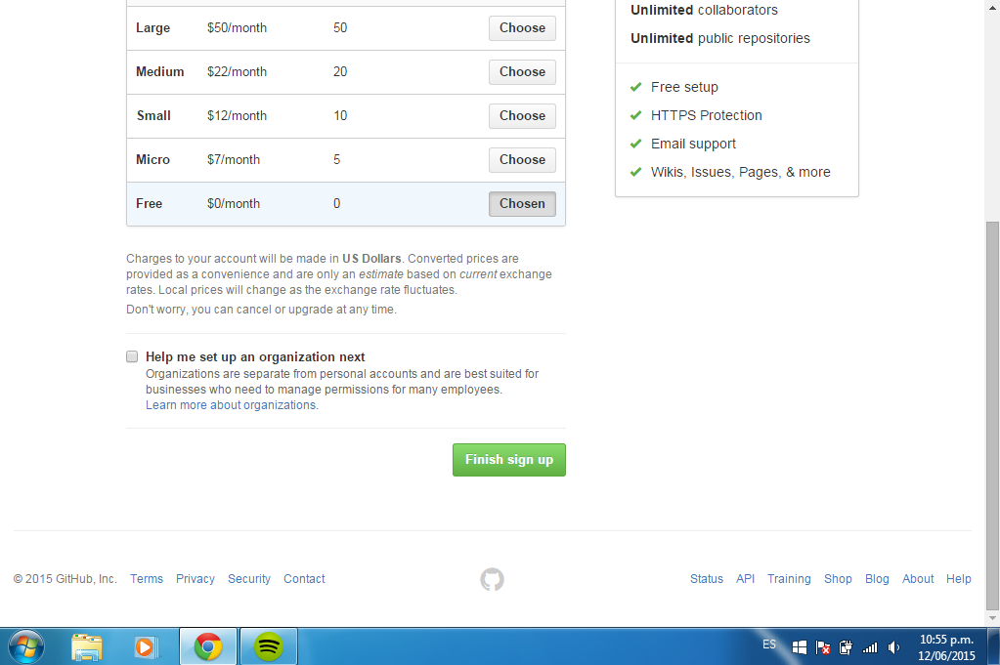 Large $50/month 50 Choose
Medium $22/month 20 Choose
Small $12/month 10 Choose
Micro $7/month 5 Choose
Free $0/month 0 Chosen
Charges to your account will be made in US Dollars. Converted prices are
provided as a convenience and are only an estimate based on current exchange
rates. Local prices will change as the exchange rate fluctuates.
Don't worry, you can cancel or upgrade at any time.
Help me set up an organization next
Organizations are separate from personal accounts and are best suited for
businesses who need to manage permissions for many employees.
Learn more about organizations.
Finish sign up
Unlimited collaborators
Unlimited public repositories
Free setup
HTTPS Protection
Email support
Wikis, Issues, Pages, & more
© 2015 GitHub, Inc. Terms Privacy Security Contact
Status API Training Shop Blog About Help
ES
10:55 p.m.
12/06/2015